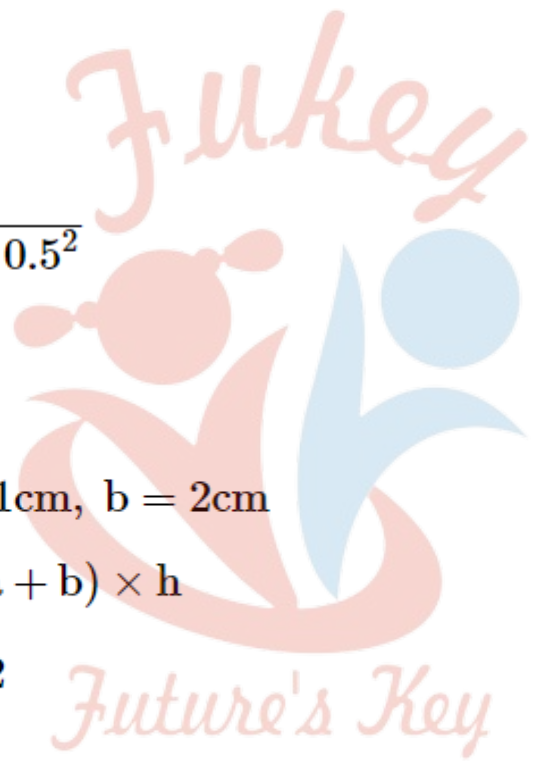 Fukey
0.5²
1cm, b = 2cm
+ b) × h
2
Future's Key